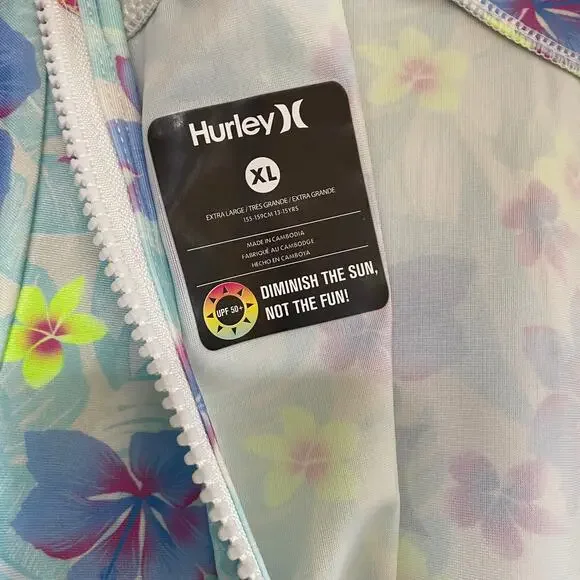 Hurley
XL
EXTRA LARGE / TRES GRANDE / EXTRA GRANDE
155-159CM 13-15YRS
MADE IN CAMBODIA
FABRIQUÉ AU CAMBODGE
HECHO EN CAMBOYA
UPF 50+
DIMINISH THE SUN,
NOT THE FUN!